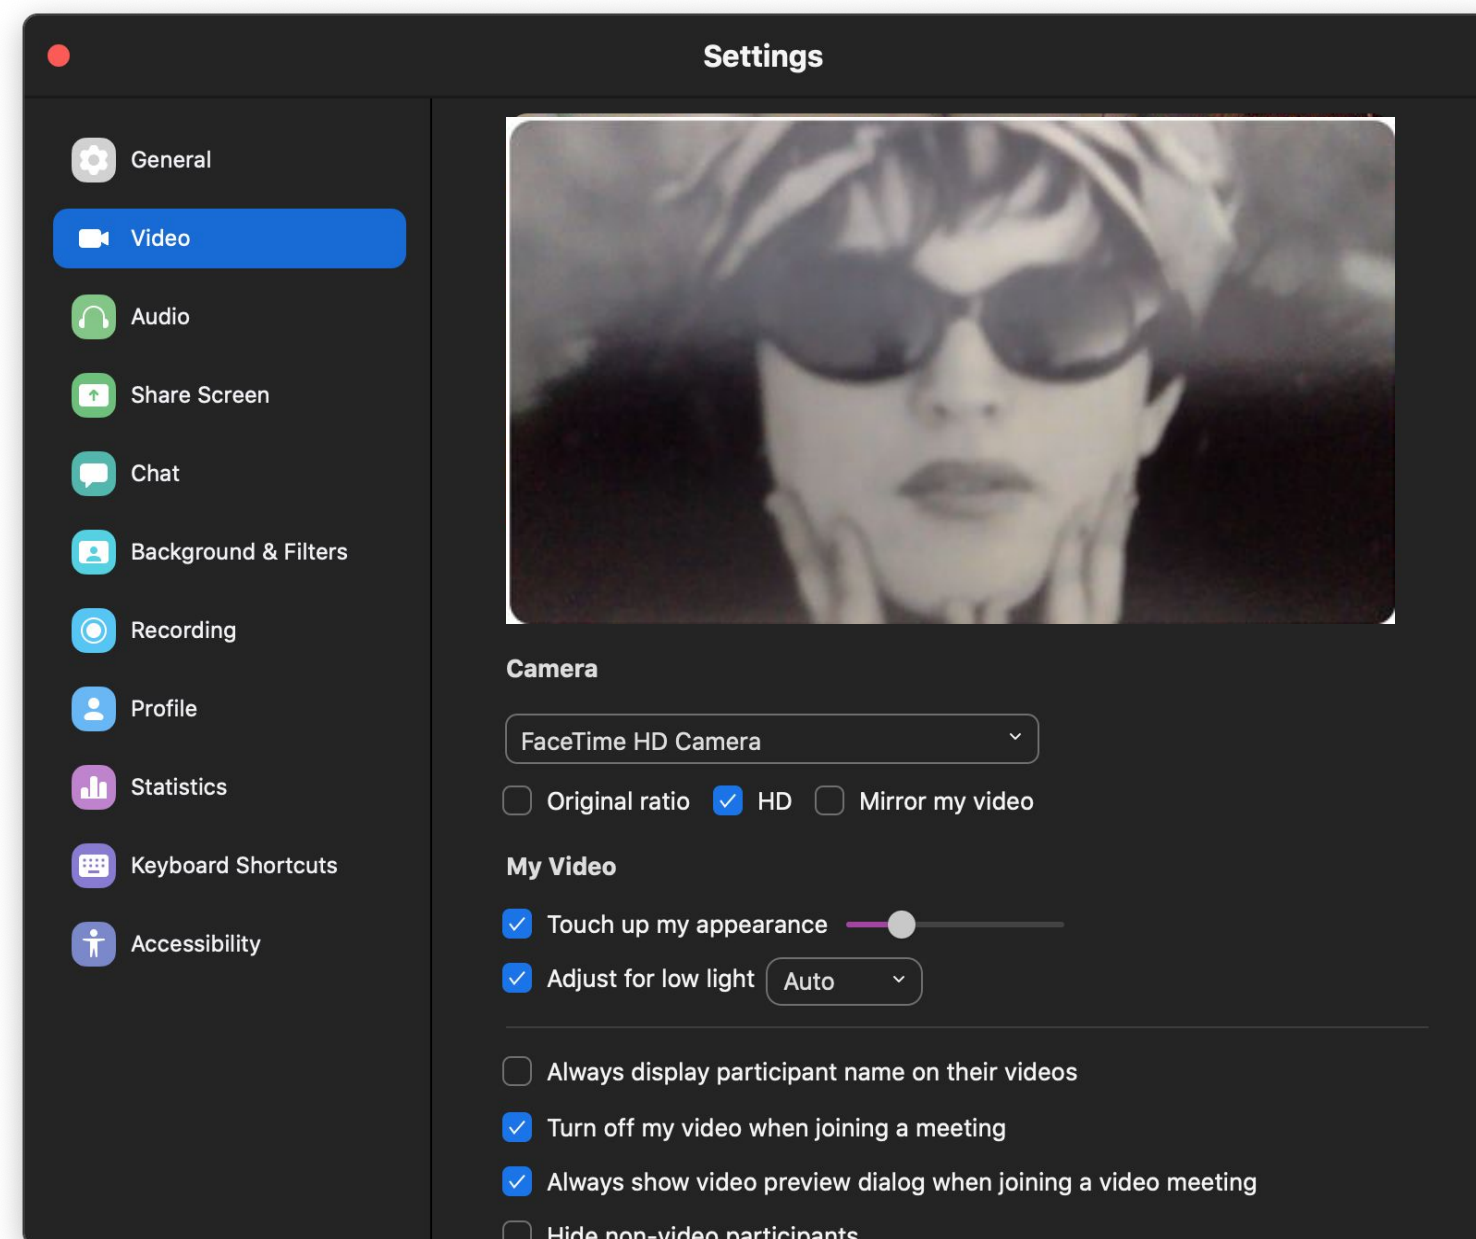 Settings
General
Video
Audio
Share Screen
Chat
Background & Filters
Recording
Profile
Statistics
Keyboard Shortcuts
Accessibility
Camera
FaceTime HD Camera
Original ratio HD Mirror my video
My Video
Touch up my appearance
Adjust for low light Auto
Always display participant name on their videos
Turn off my video when joining a meeting
Always show video preview dialog when joining a video meeting
Hide non-video participants